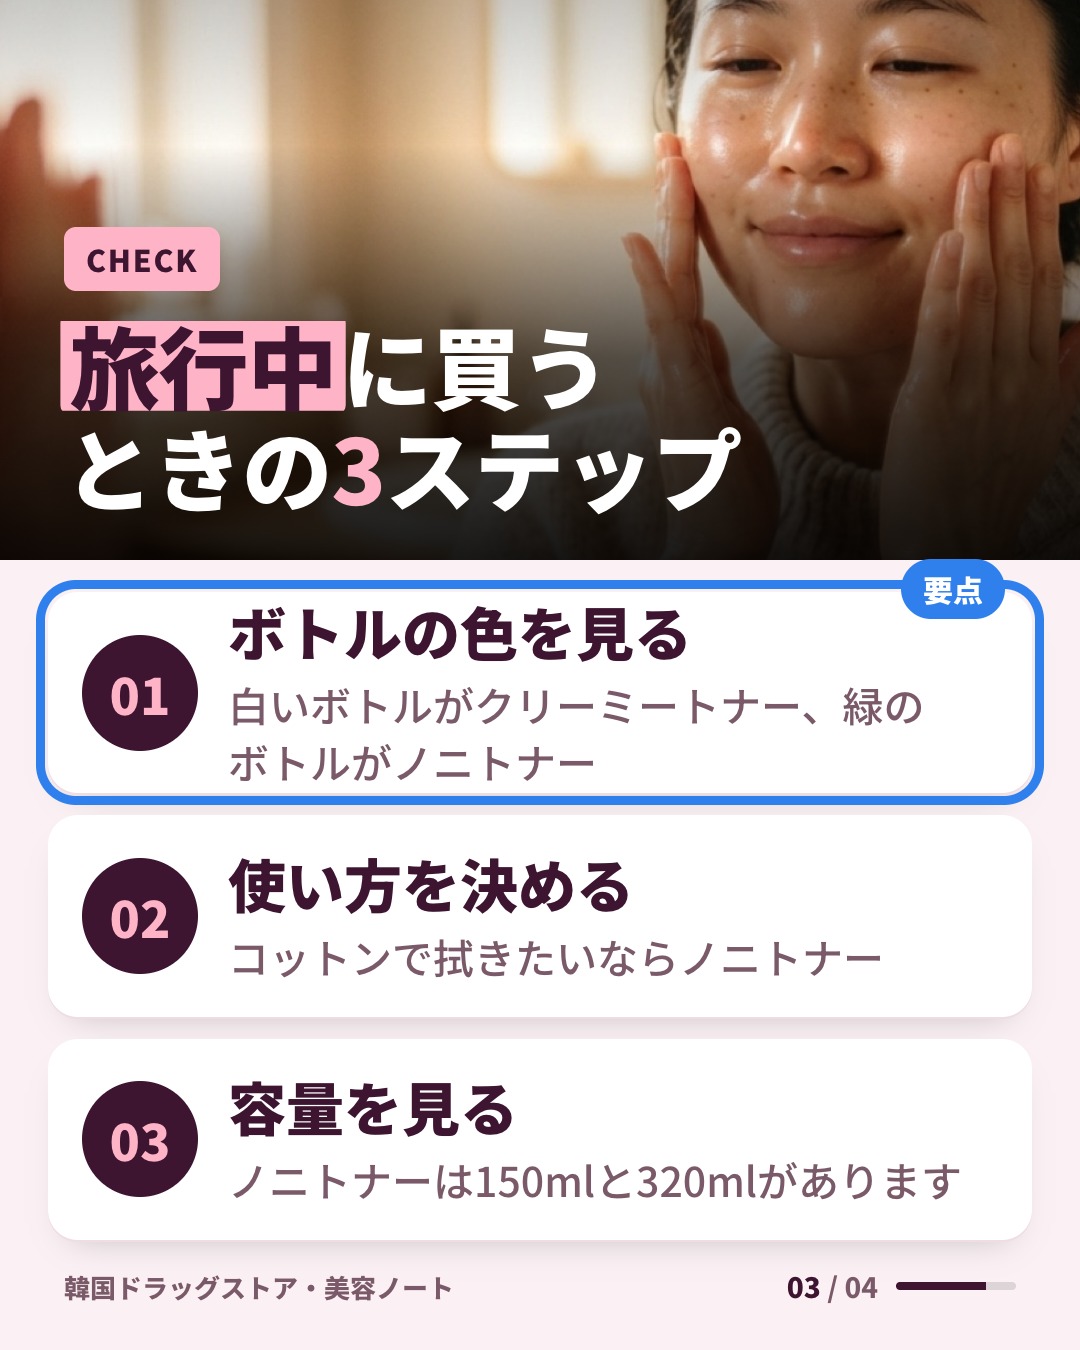 CHECK
旅行中に買う
ときの3ステップ
要点
01
ボトルの色を見る
白いボトルがクリーミートナー、緑の
ボトルがノニトナー
02
使い方を決める
コットンで拭きたいならノニトナー
03
容量を見る
ノニトナーは150mlと320mlがあります
韓国ドラッグストア・美容ノート
03 / 04